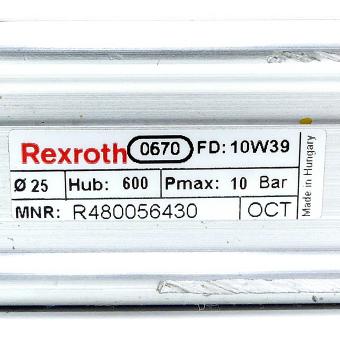 Rexroth 0670 FD: 10W39
Ø 25 Hub: 600 Pmax: 10 Bar
MNR: R480056430 OCT
Made in Hungary